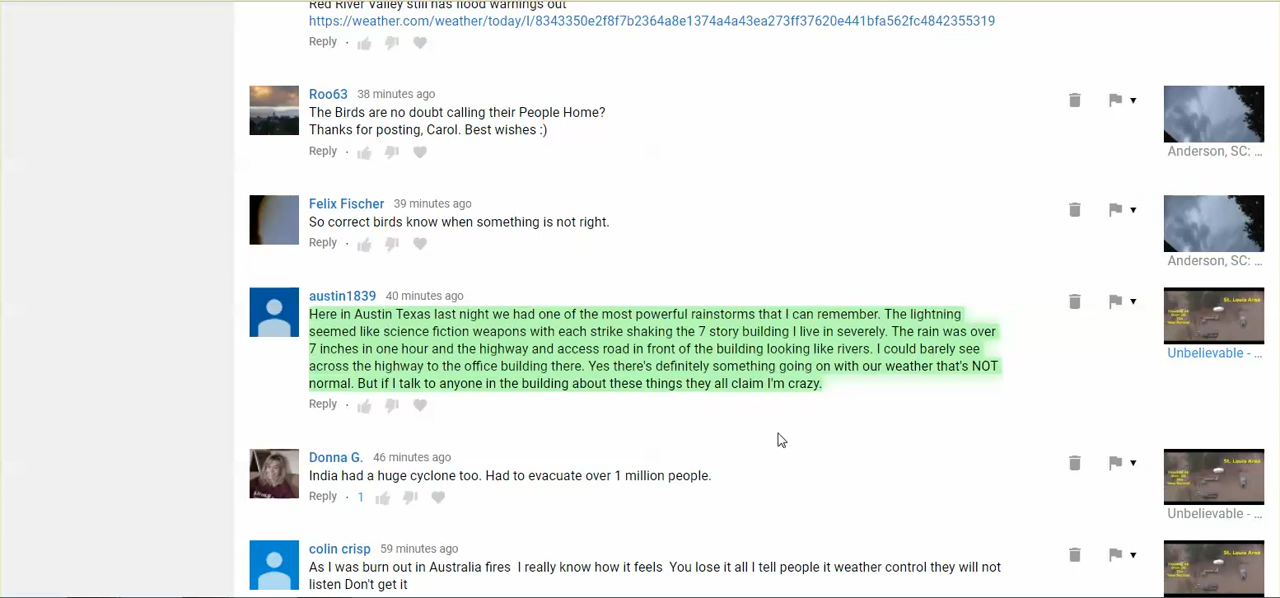 Red River Valley still has flood warnings out
https://weather.com/weather/today/l/8343350e2f8f7b2364a8e1374a4a43ea273ff37620e441bfa562fc4842355319
Reply ·
Roo63 38 minutes ago
The Birds are no doubt calling their People Home?
Thanks for posting, Carol. Best wishes :)
Reply ·
Anderson, SC: ...
Felix Fischer 39 minutes ago
So correct birds know when something is not right.
Reply ·
Anderson, SC: ...
austin1839 40 minutes ago
Here in Austin Texas last night we had one of the most powerful rainstorms that I can remember. The lightning
seemed like science fiction weapons with each strike shaking the 7 story building I live in severely. The rain was over
7 inches in one hour and the highway and access road in front of the building looking like rivers. I could barely see
across the highway to the office building there. Yes there's definitely something going on with our weather that's NOT
normal. But if I talk to anyone in the building about these things they all claim I'm crazy.
Reply ·
St. Louis Area
Unbelievable - ...
Donna G. 46 minutes ago
India had a huge cyclone too. Had to evacuate over 1 million people.
Reply · 1
St. Louis Area
Unbelievable - ...
colin crisp 59 minutes ago
As I was burn out in Australia fires I really know how it feels You lose it all I tell people it weather control they will not
listen Don't get it
St. Louis Area